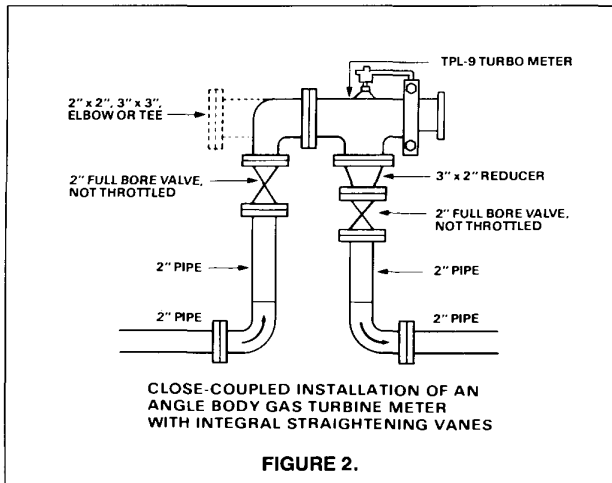 TPL-9 TURBO METER
2" x 2", 3" x 3",
ELBOW OR TEE
2" FULL BORE VALVE,
NOT THROTTLED
3" x 2" REDUCER
2" FULL BORE VALVE,
NOT THROTTLED
2" PIPE
2" PIPE
2" PIPE
2" PIPE
CLOSE-COUPLED INSTALLATION OF AN
ANGLE BODY GAS TURBINE METER
WITH INTEGRAL STRAIGHTENING VANES
FIGURE 2.